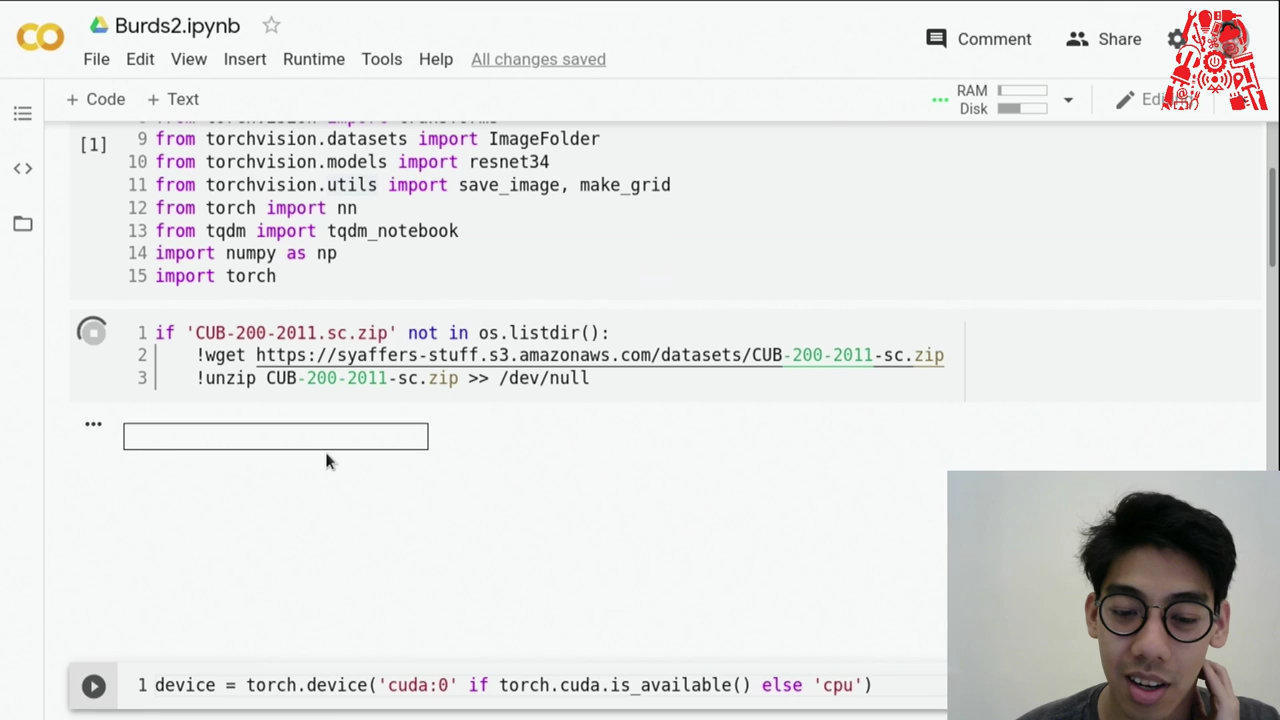 Burds2.ipynb
File Edit View Insert Runtime Tools Help All changes saved
Comment Share
+ Code + Text
RAM
Disk
[1]
9 from torchvision.datasets import ImageFolder
10 from torchvision.models import resnet34
11 from torchvision.utils import save_image, make_grid
12 from torch import nn
13 from tqdm import tqdm_notebook
14 import numpy as np
15 import torch
1 if 'CUB-200-2011.sc.zip' not in os.listdir():
2 !wget https://syaffers-stuff.s3.amazonaws.com/datasets/CUB-200-2011-sc.zip
3 !unzip CUB-200-2011-sc.zip >> /dev/null
1 device = torch.device('cuda:0' if torch.cuda.is_available() else 'cpu')